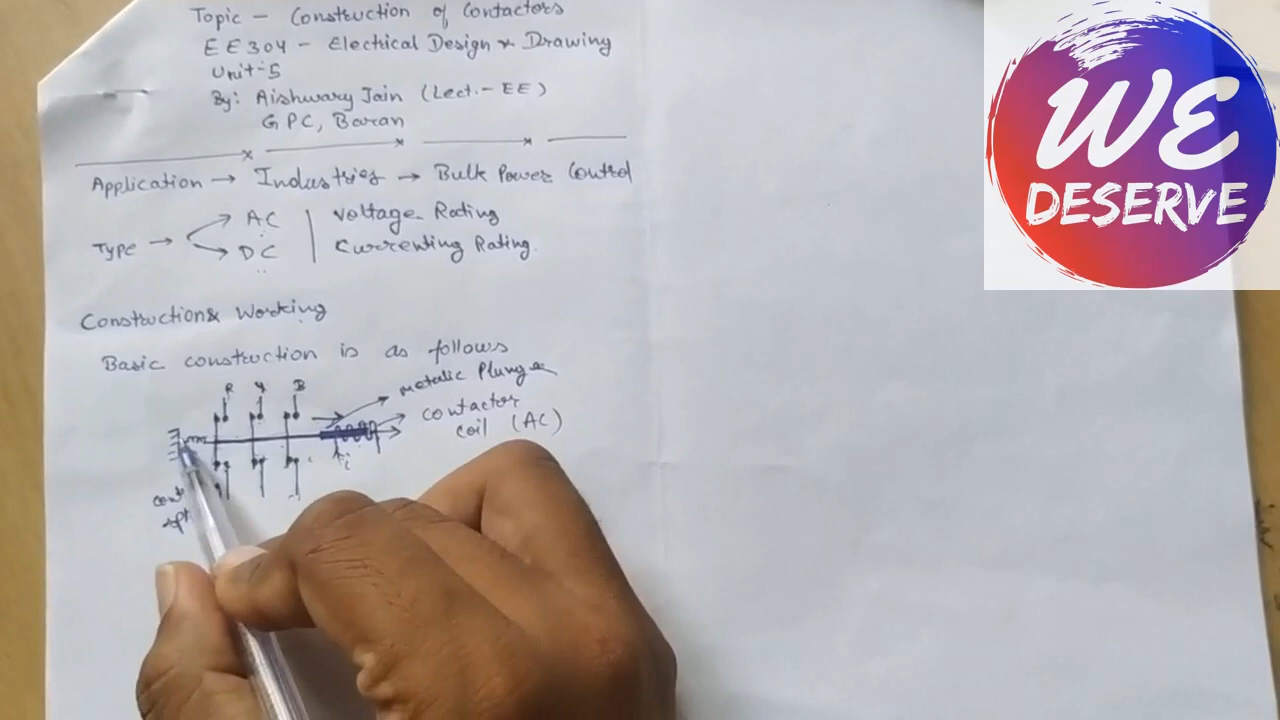 Topic - Construction of Contactors
EE304 - Electrical Design & Drawing
Unit-5
By: Aishwary Jain (Lect.- EE)
GPC, Baran
Application → Industries → Bulk Power Control
Type → AC | Voltage Rating
DC | Currenting Rating.
Construction & Working
Basic construction is as follows
R Y B
metalic Plunge
contactor
coil (AC)
i
WE
DESERVE